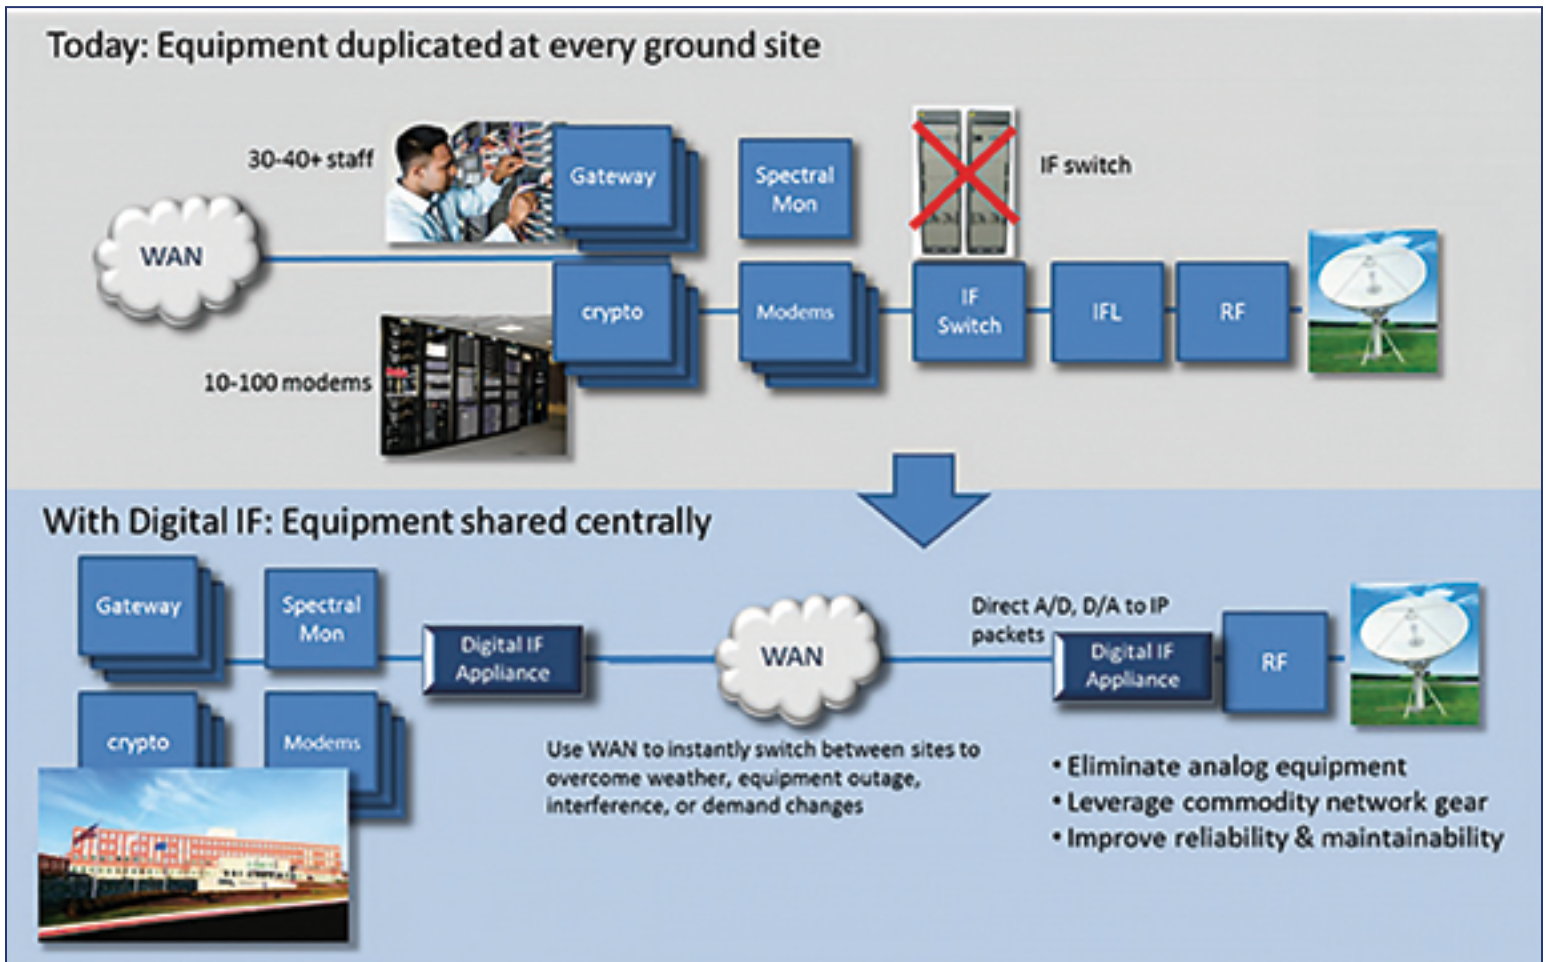 Today: Equipment duplicated at every ground site
30-40+ staff
Gateway
Spectral
Mon
IF switch
WAN
crypto
Modems
IF
Switch
IFL
RF
10-100 modems
With Digital IF: Equipment shared centrally
Gateway
Spectral
Mon
Digital IF
Appliance
WAN
Direct A/D, D/A to IP
packets
Digital IF
Appliance
RF
crypto
Modems
Use WAN to instantly switch between sites to
overcome weather, equipment outage,
interference, or demand changes
• Eliminate analog equipment
• Leverage commodity network gear
• Improve reliability & maintainability